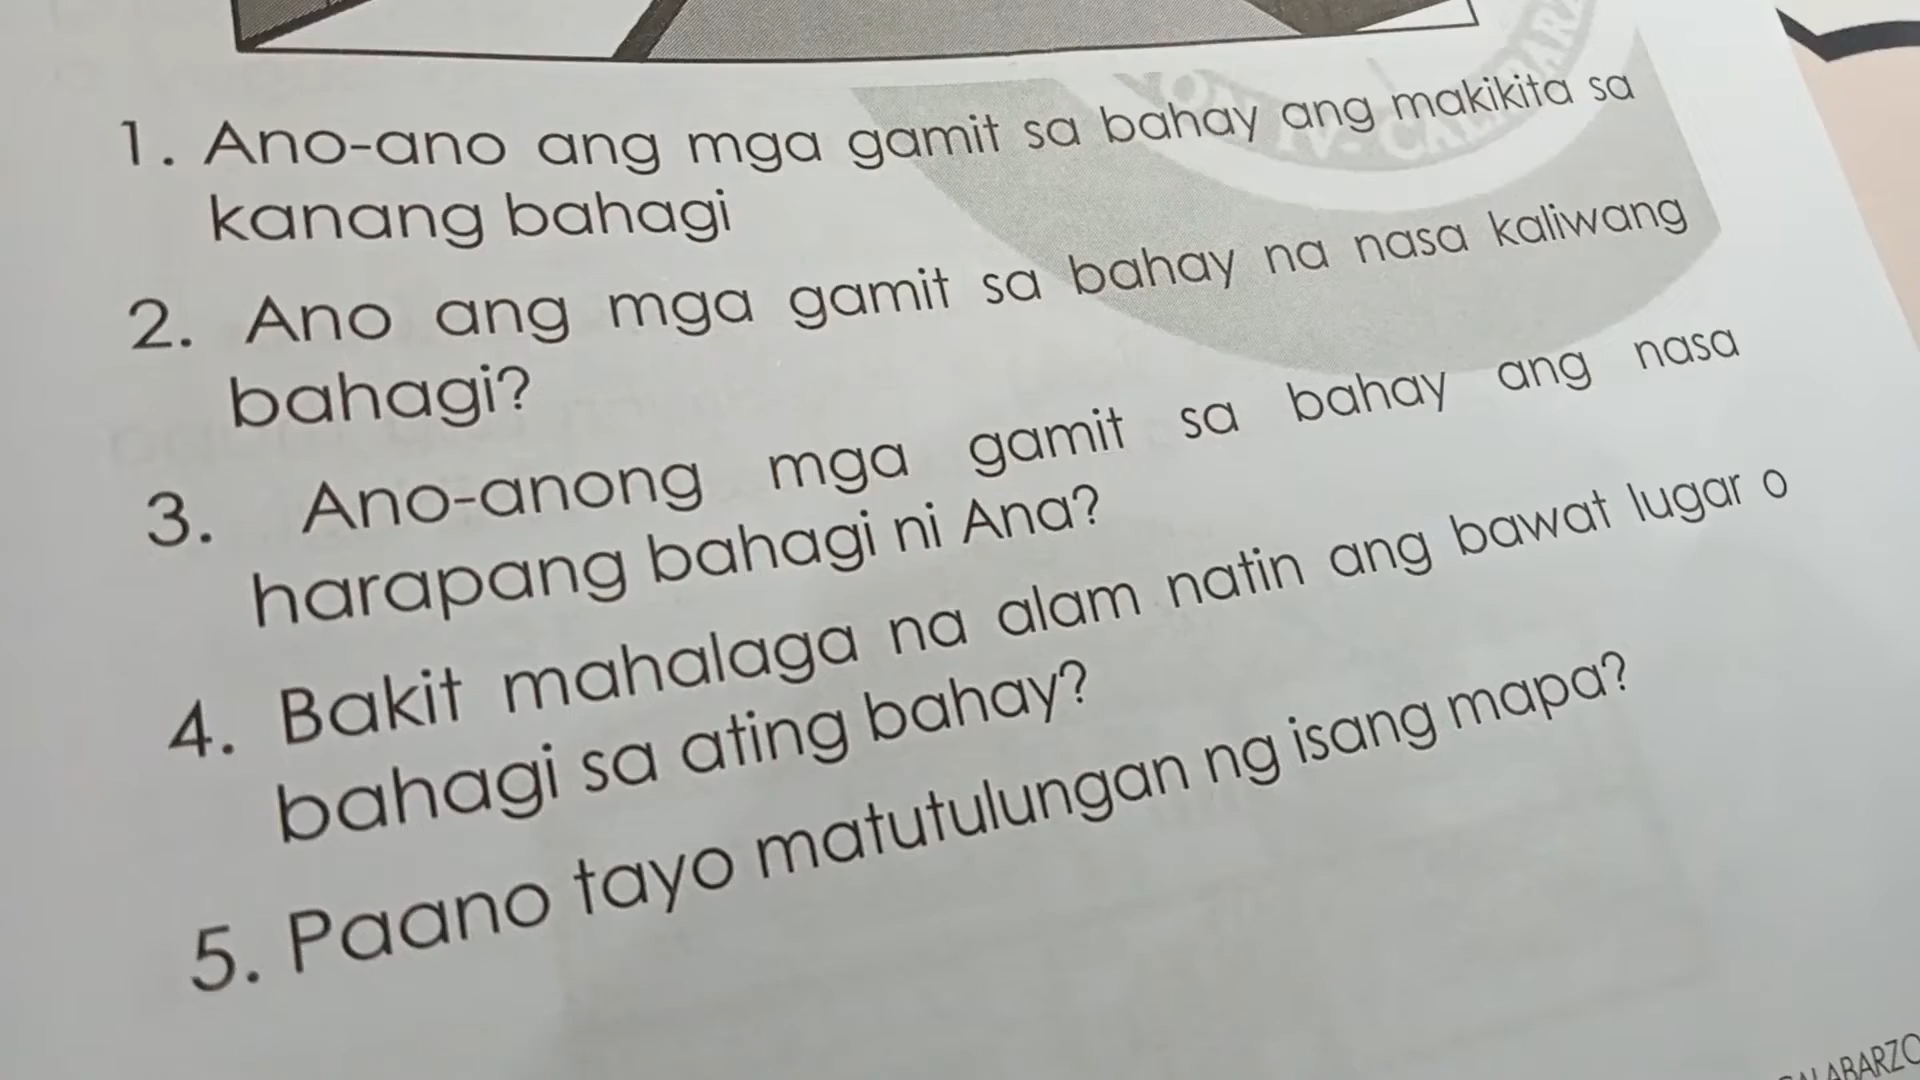 1. Ano-ano ang mga gamit sa bahay ang makikita sa
kanang bahagi
2. Ano ang mga gamit sa bahay na nasa kaliwang
bahagi?
3. Ano-anong mga gamit sa bahay ang nasa
harapang bahagi ni Ana?
4. Bakit mahalaga na alam natin ang bawat lugar o
bahagi sa ating bahay?
5. Paano tayo matutulungan ng isang mapa?